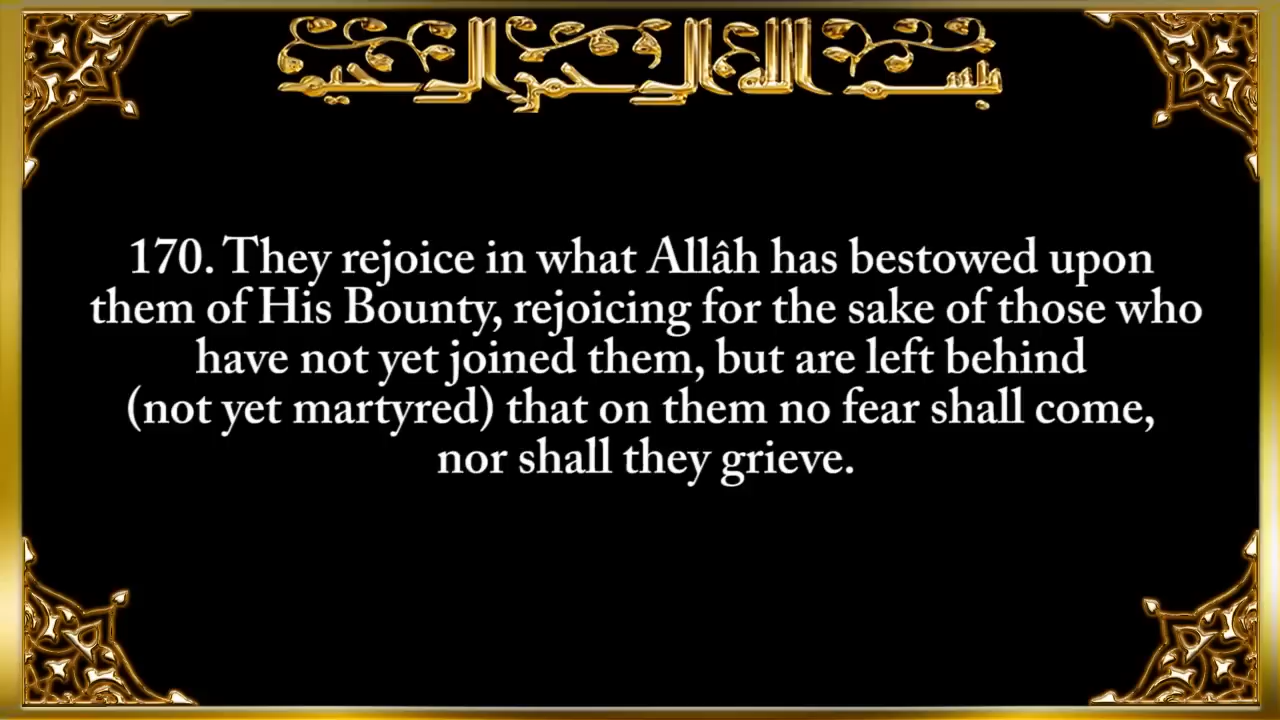 بسم الله الرحمن الرحيم
170. They rejoice in what Allâh has bestowed upon
them of His Bounty, rejoicing for the sake of those who
have not yet joined them, but are left behind
(not yet martyred) that on them no fear shall come,
nor shall they grieve.